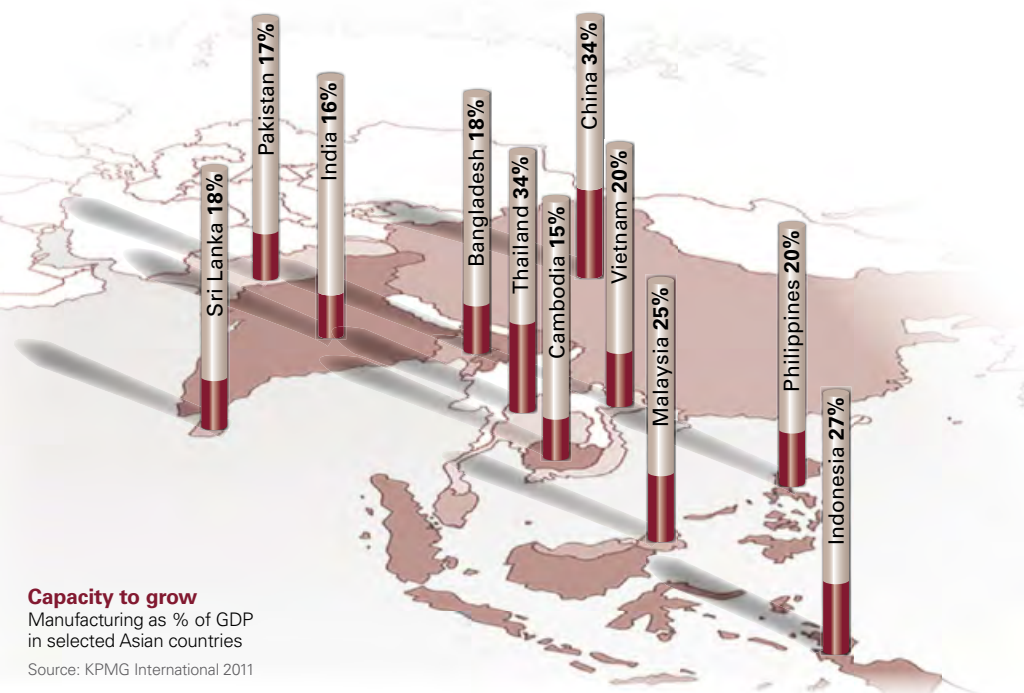 Pakistan 17%
India 16%
Sri Lanka 18%
Bangladesh 18%
Thailand 34%
Cambodia 15%
China 34%
Vietnam 20%
Malaysia 25%
Philippines 20%
Indonesia 27%
Capacity to grow
Manufacturing as % of GDP
in selected Asian countries
Source: KPMG International 2011